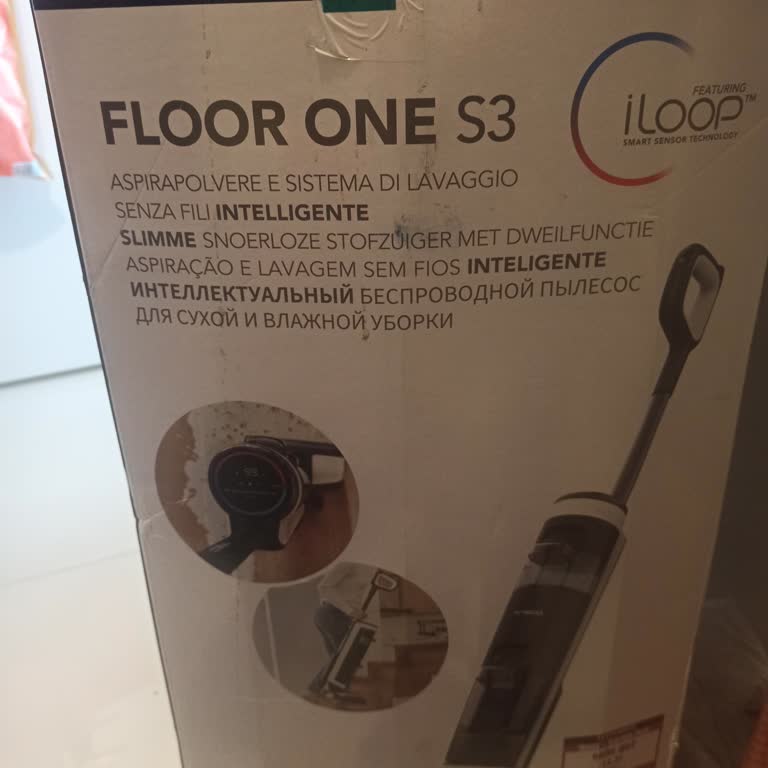 FLOOR ONE S3
FEATURING
iLOOP™
SMART SENSOR TECHNOLOGY
ASPIRAPOLVERE E SISTEMA DI LAVAGGIO
SENZA FILI INTELLIGENTE
SLIMME SNOERLOZE STOFZUIGER MET DWEILFUNCTIE
ASPIRAÇÃO E LAVAGEM SEM FIOS INTELIGENTE
ИНТЕЛЛЕКТУАЛЬНЫЙ БЕСПРОВОДНОЙ ПЫЛЕСОС
ДЛЯ СУХОЙ И ВЛАЖНОЙ УБОРКИ